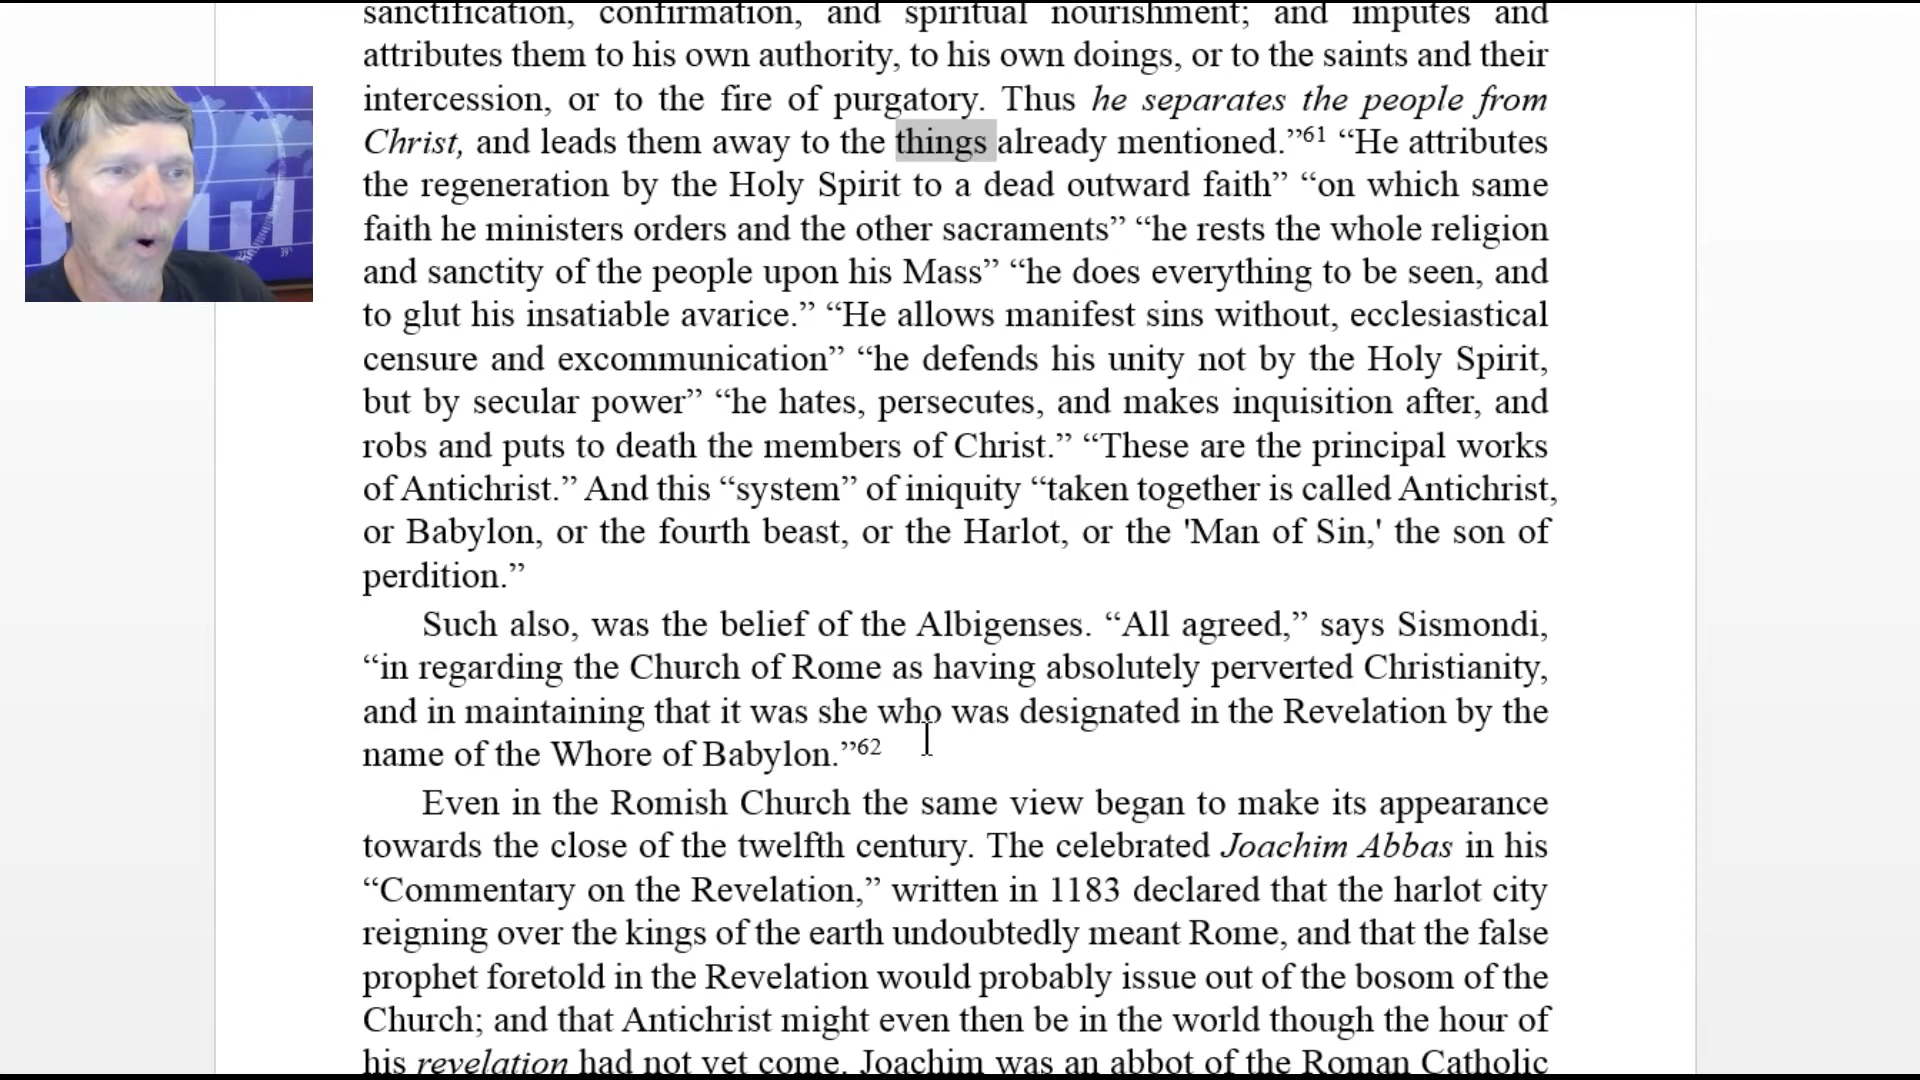 sanctification, confirmation, and spiritual nourishment; and imputes and
attributes them to his own authority, to his own doings, or to the saints and their
intercession, or to the fire of purgatory. Thus he separates the people from
Christ, and leads them away to the things already mentioned.”61 “He attributes
the regeneration by the Holy Spirit to a dead outward faith” “on which same
faith he ministers orders and the other sacraments” “he rests the whole religion
and sanctity of the people upon his Mass” “he does everything to be seen, and
to glut his insatiable avarice.” “He allows manifest sins without, ecclesiastical
censure and excommunication” “he defends his unity not by the Holy Spirit,
but by secular power” “he hates, persecutes, and makes inquisition after, and
robs and puts to death the members of Christ.” “These are the principal works
of Antichrist.” And this “system” of iniquity “taken together is called Antichrist,
or Babylon, or the fourth beast, or the Harlot, or the 'Man of Sin,' the son of
perdition.”
Such also, was the belief of the Albigenses. “All agreed,” says Sismondi,
“in regarding the Church of Rome as having absolutely perverted Christianity,
and in maintaining that it was she who was designated in the Revelation by the
name of the Whore of Babylon.”62
Even in the Romish Church the same view began to make its appearance
towards the close of the twelfth century. The celebrated Joachim Abbas in his
“Commentary on the Revelation,” written in 1183 declared that the harlot city
reigning over the kings of the earth undoubtedly meant Rome, and that the false
prophet foretold in the Revelation would probably issue out of the bosom of the
Church; and that Antichrist might even then be in the world though the hour of
his revelation had not yet come. Joachim was an abbot of the Roman Catholic